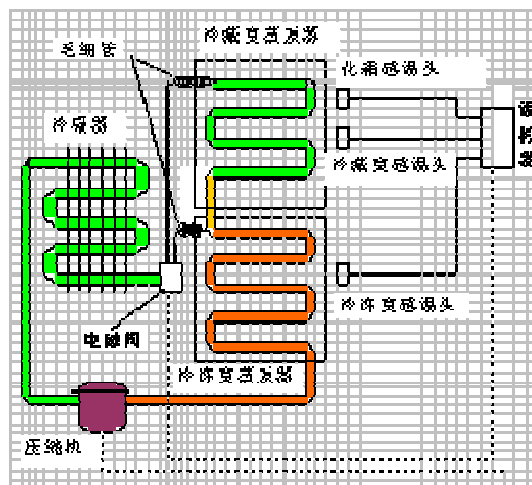 冷藏室蒸发器
毛细管
化霜感温头
冷凝器
冷藏室感温头
冷冻室感温头
电磁阀
冷冻室蒸发器
压缩机